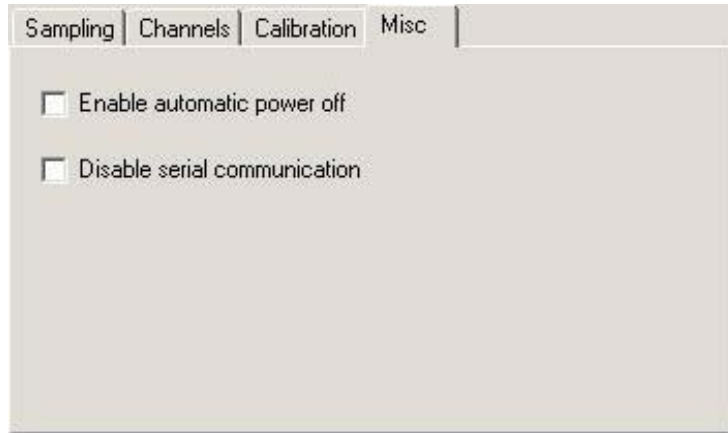 Sampling Channels Calibration Misc
Enable automatic power off
Disable serial communication